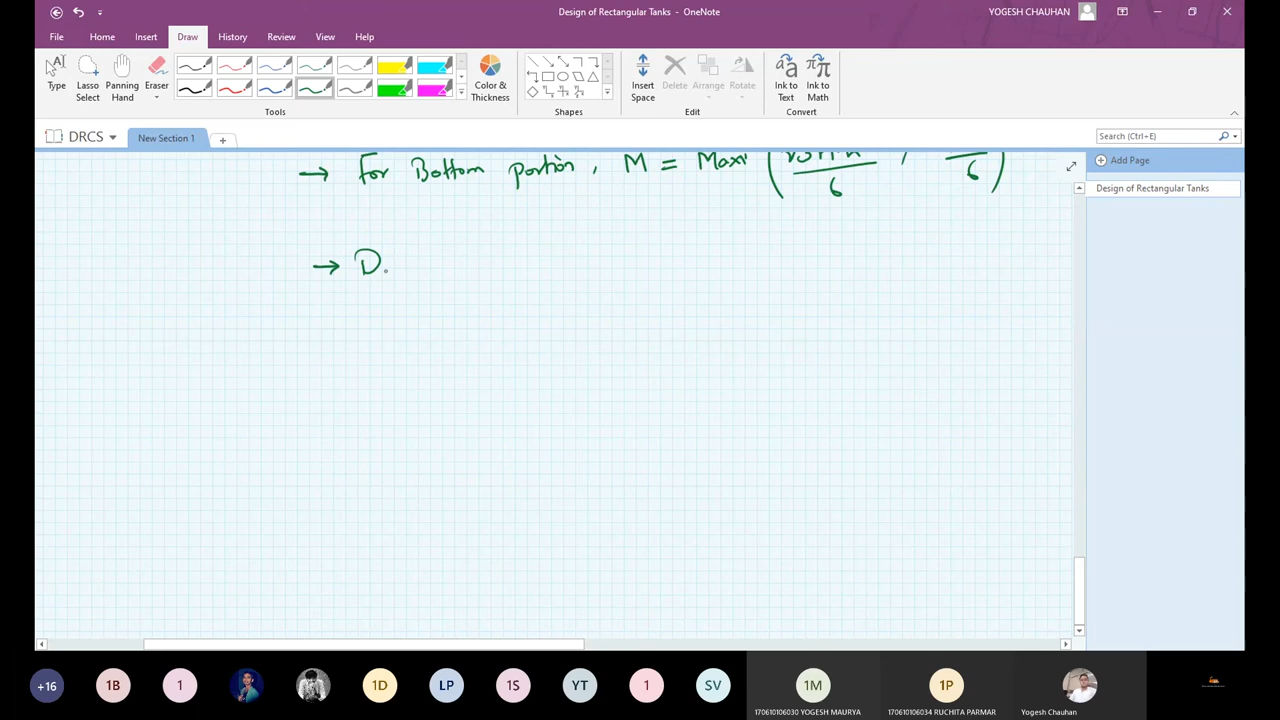 Design of Rectangular Tanks - OneNote
YOGESH CHAUHAN
File Home Insert Draw History Review View Help
Type
Lasso Select
Panning Hand
Eraser
Color & Thickness
Insert Space
Arrange
Delete
Rotate
Ink to Text
Ink to Math
Tools
Shapes
Edit
Convert
DRCS
New Section 1
+
Search (Ctrl+E)
Add Page
Design of Rectangular Tanks
→ For Bottom portion, M = Maxi ( 6 , 6 )
→ D.
+16
1B
1
1D
LP
1S
YT
1
SV
1M
1P
170610106030 YOGESH MAURYA
170610106034 RUCHITA PARMAR
Yogesh Chauhan